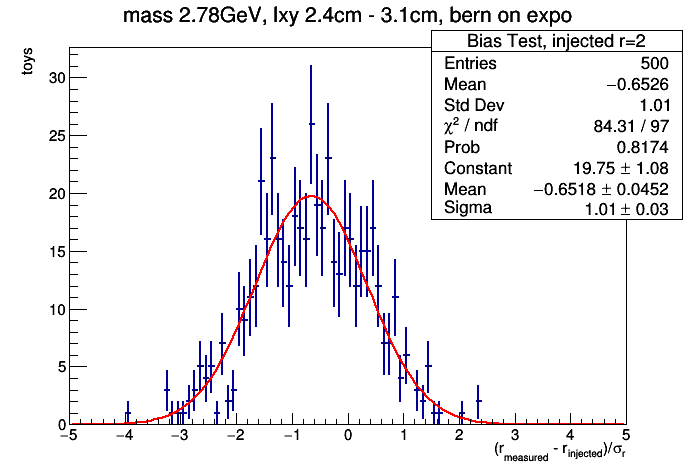 mass 2.78GeV, lxy 2.4cm - 3.1cm, bern on expo
toys
Bias Test, injected r=2
Entries 500
Mean −0.6526
Std Dev 1.01
χ² / ndf 84.31 / 97
Prob 0.8174
Constant 19.75 ± 1.08
Mean −0.6518 ± 0.0452
Sigma 1.01 ± 0.03
30
25
20
15
10
5
0
−5 −4 −3 −2 −1 0 1 2 3 4 5
(r_measured - r_injected)/σ_r